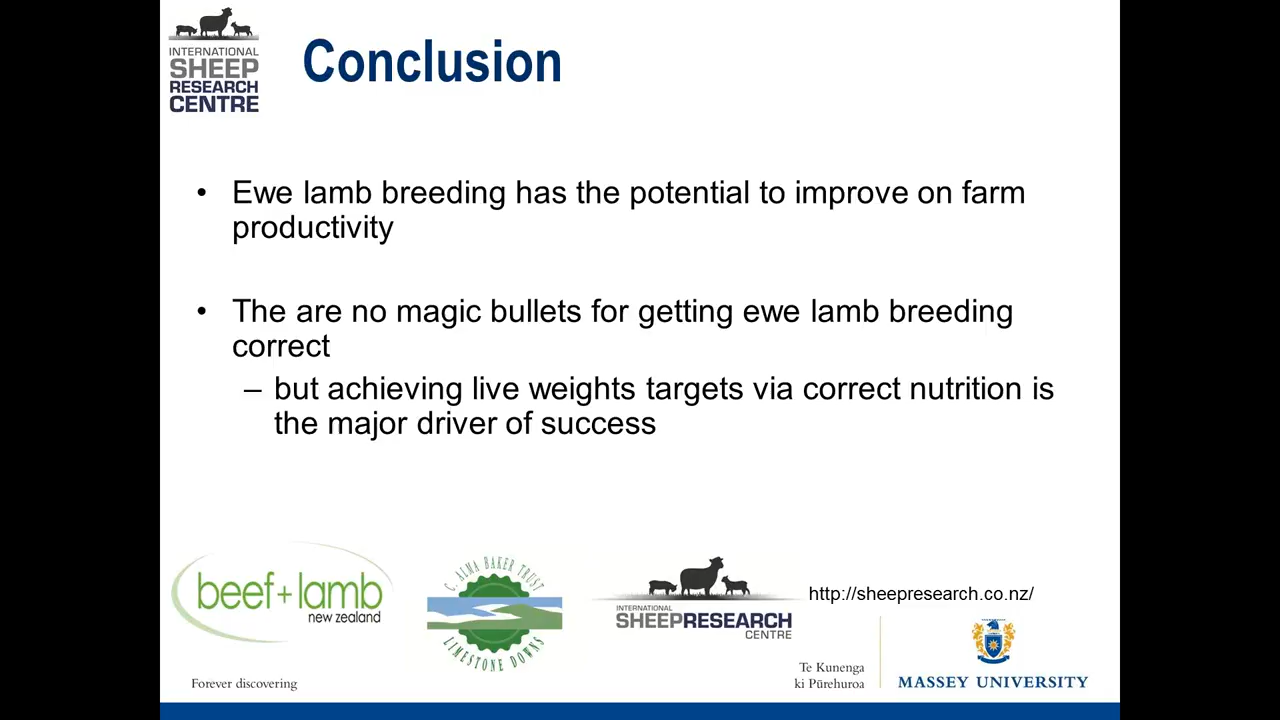 INTERNATIONAL
SHEEP
RESEARCH
CENTRE
Conclusion
• Ewe lamb breeding has the potential to improve on farm
productivity
• The are no magic bullets for getting ewe lamb breeding
correct
– but achieving live weights targets via correct nutrition is
the major driver of success
beef+lamb
new zealand
C. ALMA BAKER TRUST
LIMESTONE DOWNS
INTERNATIONAL
SHEEPRESEARCH
CENTRE
http://sheepresearch.co.nz/
Forever discovering
Te Kunenga
ki Pūrehuroa
MASSEY UNIVERSITY